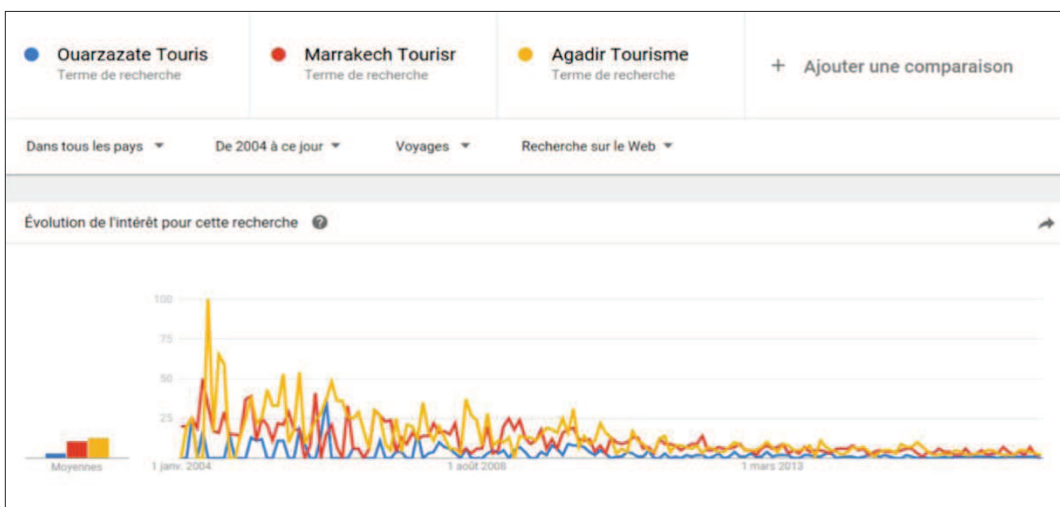 Ouarzazate Touris
Terme de recherche
Marrakech Tourisr
Terme de recherche
Agadir Tourisme
Terme de recherche
+ Ajouter une comparaison
Dans tous les pays
De 2004 à ce jour
Voyages
Recherche sur le Web
Évolution de l'intérêt pour cette recherche ?
100
75
50
25
Moyennes
1 janv. 2004
1 août 2008
1 mars 2013